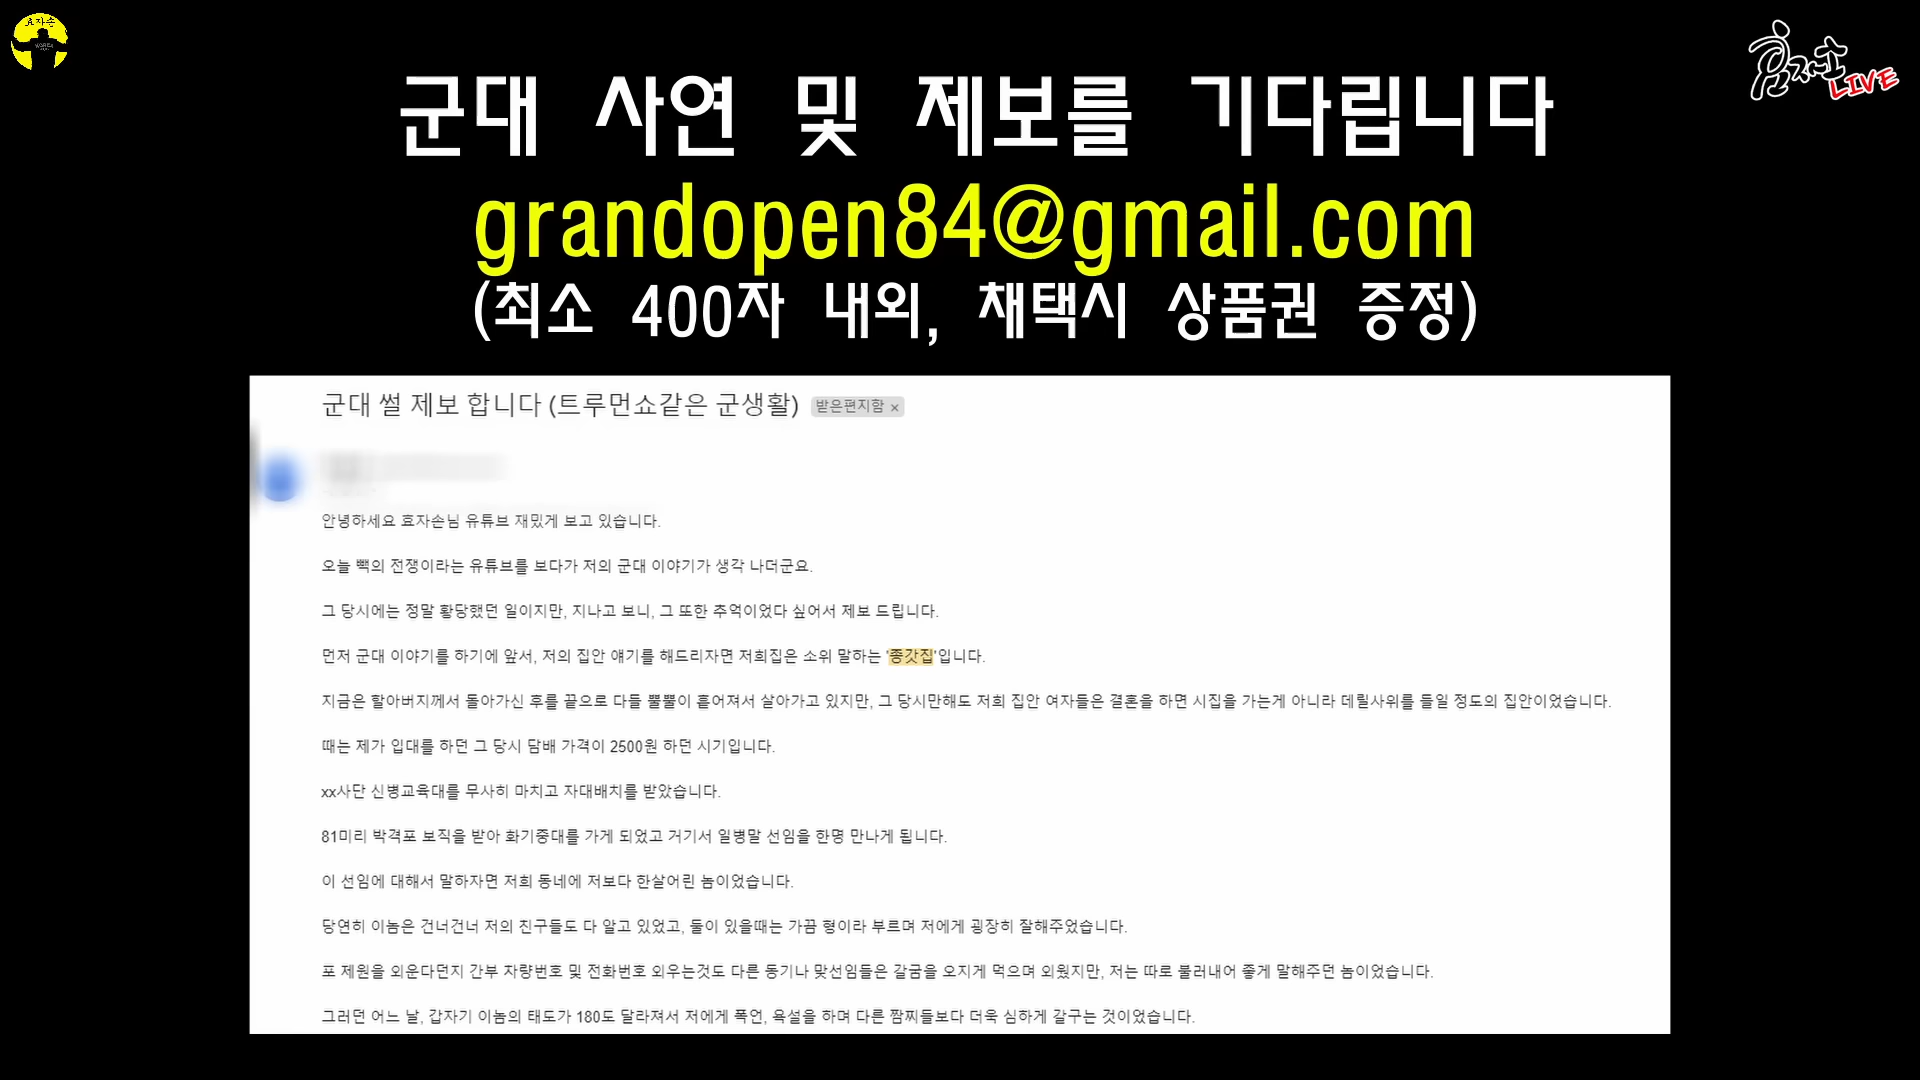 효자손
KOREA
효자손 LIVE
군대 사연 및 제보를 기다립니다
grandopen84@gmail.com
(최소 400자 내외, 채택시 상품권 증정)
군대 썰 제보 합니다 (트루먼쇼같은 군생활) 받은편지함 ×
안녕하세요 효자손님 유튜브 재밌게 보고 있습니다.
오늘 빽의 전쟁이라는 유튜브를 보다가 저의 군대 이야기가 생각 나더군요.
그 당시에는 정말 황당했던 일이지만, 지나고 보니, 그 또한 추억이었다 싶어서 제보 드립니다.
먼저 군대 이야기를 하기에 앞서, 저의 집안 얘기를 해드리자면 저희집은 소위 말하는 '종갓집'입니다.
지금은 할아버지께서 돌아가신 후를 끝으로 다들 뿔뿔이 흩어져서 살아가고 있지만, 그 당시만해도 저희 집안 여자들은 결혼을 하면 시집을 가는게 아니라 데릴사위를 들일 정도의 집안이었습니다.
때는 제가 입대를 하던 그 당시 담배 가격이 2500원 하던 시기입니다.
xx사단 신병교육대를 무사히 마치고 자대배치를 받았습니다.
81미리 박격포 보직을 받아 화기중대를 가게 되었고 거기서 일병말 선임을 한명 만나게 됩니다.
이 선임에 대해서 말하자면 저희 동네에 저보다 한살어린 놈이었습니다.
당연히 이놈은 건너건너 저의 친구들도 다 알고 있었고, 둘이 있을때는 가끔 형이라 부르며 저에게 굉장히 잘해주었습니다.
포 제원을 외운다던지 간부 차량번호 및 전화번호 외우는것도 다른 동기나 맞선임들은 갈굼을 오지게 먹으며 외웠지만, 저는 따로 불러내어 좋게 말해주던 놈이었습니다.
그러던 어느 날, 갑자기 이놈의 태도가 180도 달라져서 저에게 폭언, 욕설을 하며 다른 짬찌들보다 더욱 심하게 갈구는 것이었습니다.